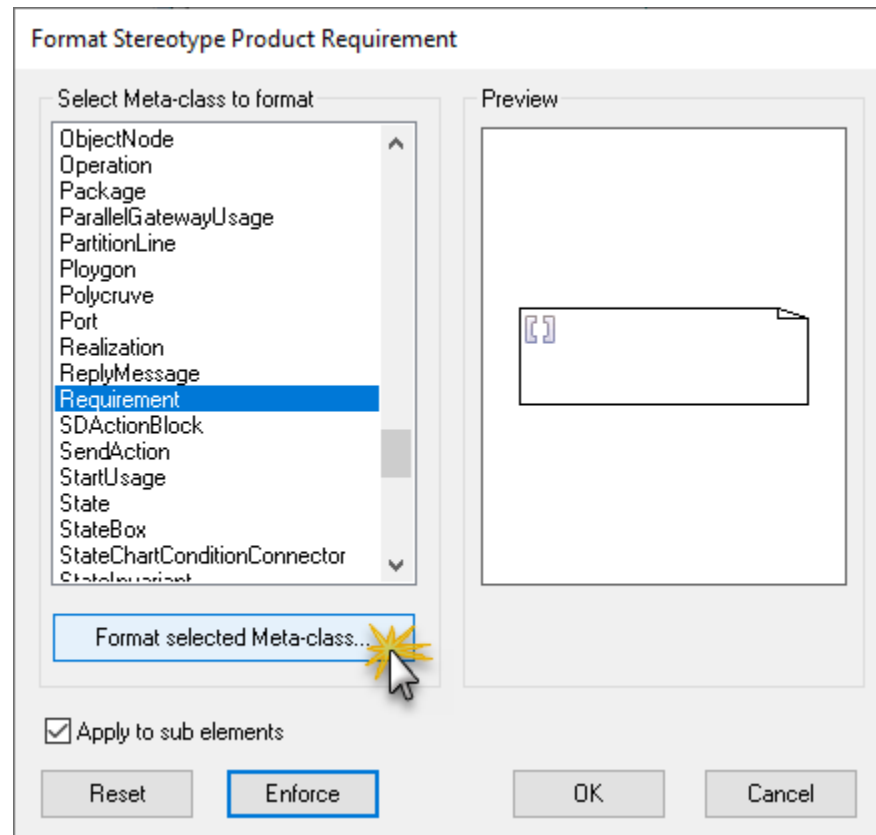 Format Stereotype Product Requirement
Select Meta-class to format
ObjectNode
Operation
Package
ParallelGatewayUsage
PartitionLine
Ploygon
Polycruve
Port
Realization
ReplyMessage
Requirement
SDActionBlock
SendAction
StartUsage
State
StateBox
StateChartConditionConnector
StateInvariant
Format selected Meta-class...
Preview
Apply to sub elements
Reset
Enforce
OK
Cancel